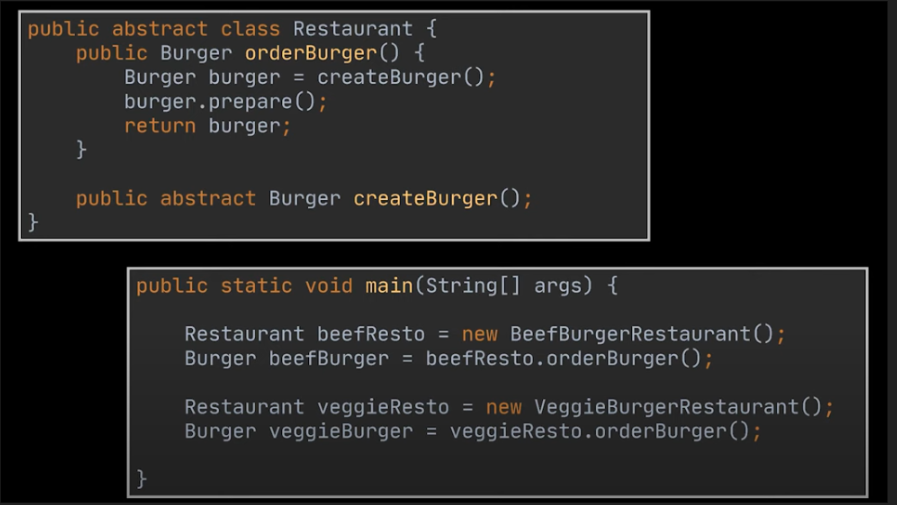 public abstract class Restaurant {
    public Burger orderBurger() {
        Burger burger = createBurger();
        burger.prepare();
        return burger;
    }
    public abstract Burger createBurger();
}
public static void main(String[] args) {
    Restaurant beefResto = new BeefBurgerRestaurant();
    Burger beefBurger = beefResto.orderBurger();
    Restaurant veggieResto = new VeggieBurgerRestaurant();
    Burger veggieBurger = veggieResto.orderBurger();
}